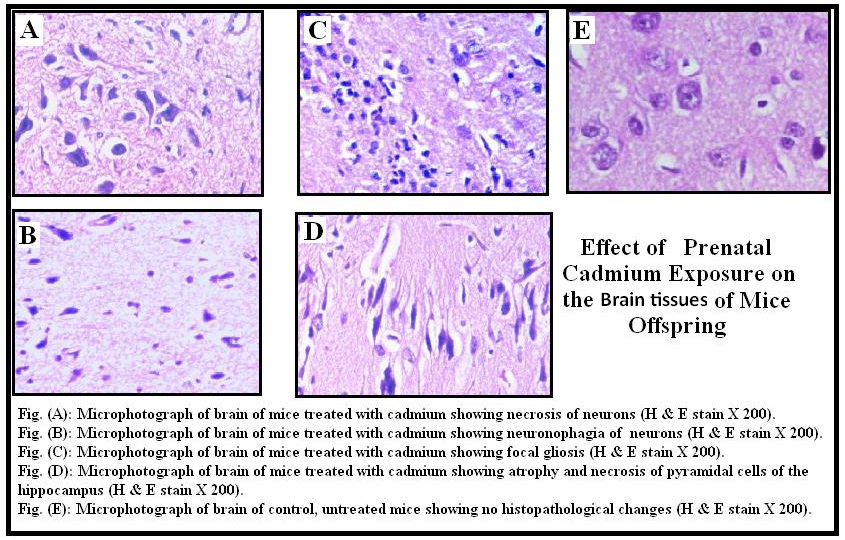 A
C
E
B
D
Effect of Prenatal
Cadmium Exposure on
the Brain tissues of Mice
Offspring
Fig. (A): Microphotograph of brain of mice treated with cadmium showing necrosis of neurons (H & E stain X 200).
Fig. (B): Microphotograph of brain of mice treated with cadmium showing neuronophagia of neurons (H & E stain X 200).
Fig. (C): Microphotograph of brain of mice treated with cadmium showing focal gliosis (H & E stain X 200).
Fig. (D): Microphotograph of brain of mice treated with cadmium showing atrophy and necrosis of pyramidal cells of the
hippocampus (H & E stain X 200).
Fig. (E): Microphotograph of brain of control, untreated mice showing no histopathological changes (H & E stain X 200).